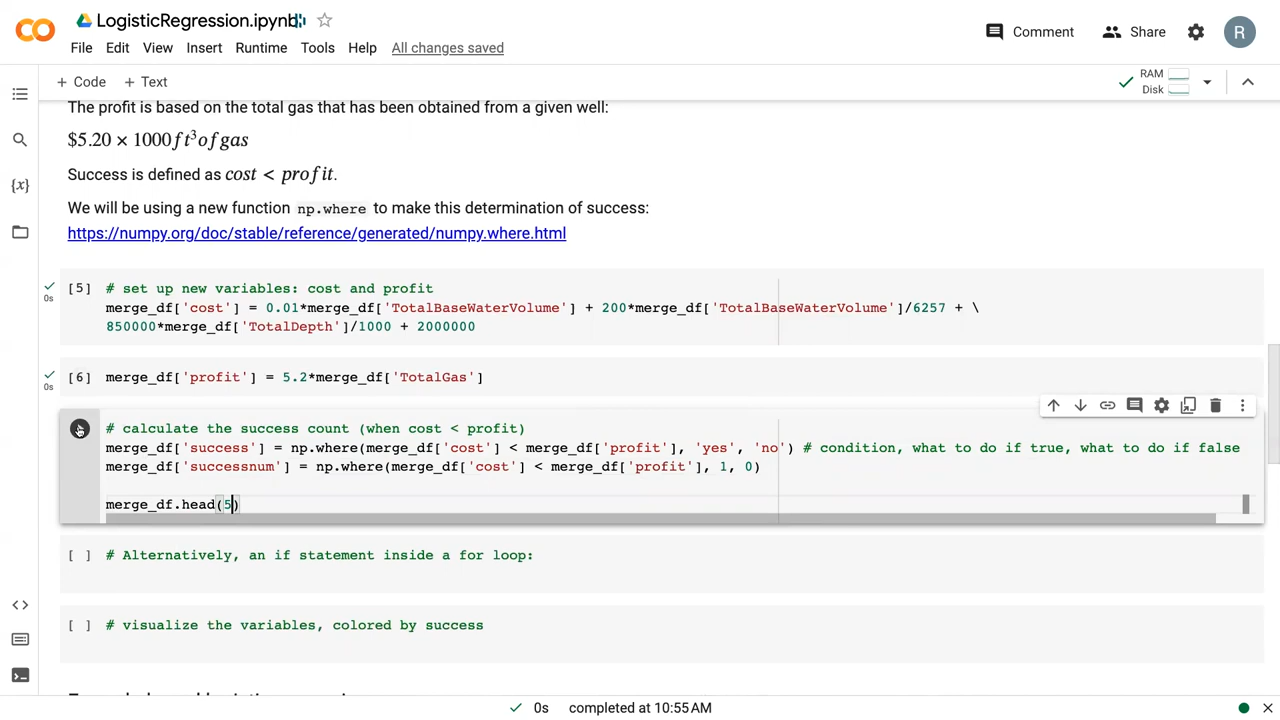 LogisticRegression.ipynb
R
Comment
Share
File Edit View Insert Runtime Tools Help All changes saved
+ Code + Text
RAM
Disk
The profit is based on the total gas that has been obtained from a given well:
$5.20 × 1000ft³ofgas
Success is defined as cost < profit.
We will be using a new function np.where to make this determination of success:
https://numpy.org/doc/stable/reference/generated/numpy.where.html
{x}
[5] # set up new variables: cost and profit
0s
merge_df['cost'] = 0.01*merge_df['TotalBaseWaterVolume'] + 200*merge_df['TotalBaseWaterVolume']/6257 + \
850000*merge_df['TotalDepth']/1000 + 2000000
[6] merge_df['profit'] = 5.2*merge_df['TotalGas']
0s
# calculate the success count (when cost < profit)
merge_df['success'] = np.where(merge_df['cost'] < merge_df['profit'], 'yes', 'no') # condition, what to do if true, what to do if false
merge_df['successnum'] = np.where(merge_df['cost'] < merge_df['profit'], 1, 0)
merge_df.head(5)
[ ] # Alternatively, an if statement inside a for loop:
[ ] # visualize the variables, colored by success
0s completed at 10:55 AM